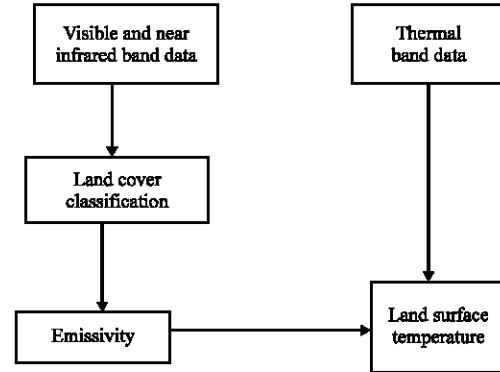 Visible and near
infrared band data
Thermal
band data
Land cover
classification
Emissivity
Land surface
temperature